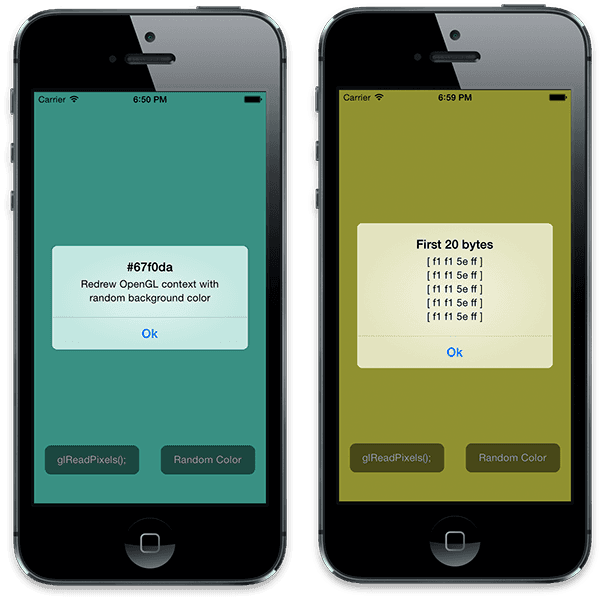 Carrier 6:50 PM
#67f0da
Redrew OpenGL context with
random background color
Ok
glReadPixels();
Random Color
Carrier 6:59 PM
First 20 bytes
[ f1 f1 5e ff ]
[ f1 f1 5e ff ]
[ f1 f1 5e ff ]
[ f1 f1 5e ff ]
[ f1 f1 5e ff ]
Ok
glReadPixels();
Random Color